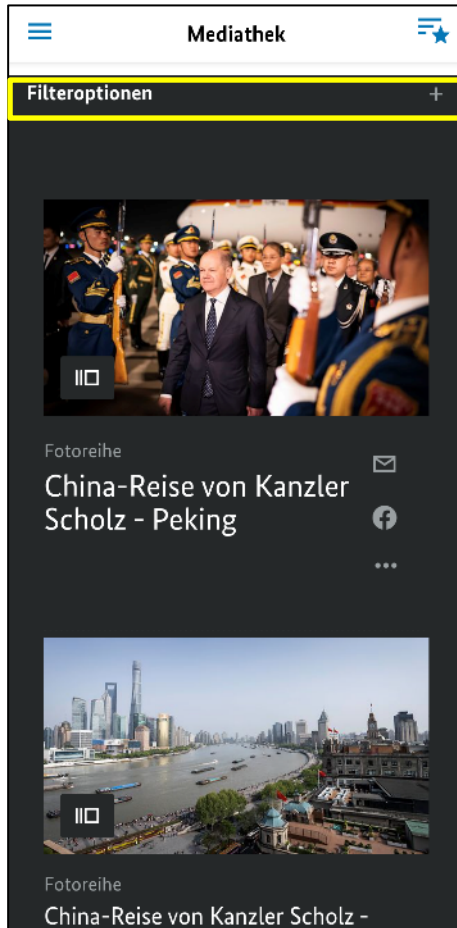 Mediathek
Filteroptionen
Fotoreihe
China-Reise von Kanzler
Scholz - Peking
Fotoreihe
China-Reise von Kanzler Scholz -